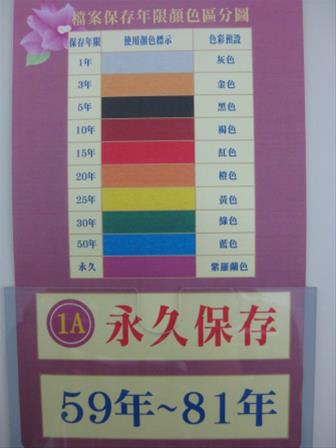 檔案保存年限顏色區分圖
保存年限 使用顏色標示 色彩預設
1年 灰色
3年 金色
5年 黑色
10年 褐色
15年 紅色
20年 橙色
25年 黃色
30年 綠色
50年 藍色
永久 紫羅蘭色
1A 永久保存
59年~81年